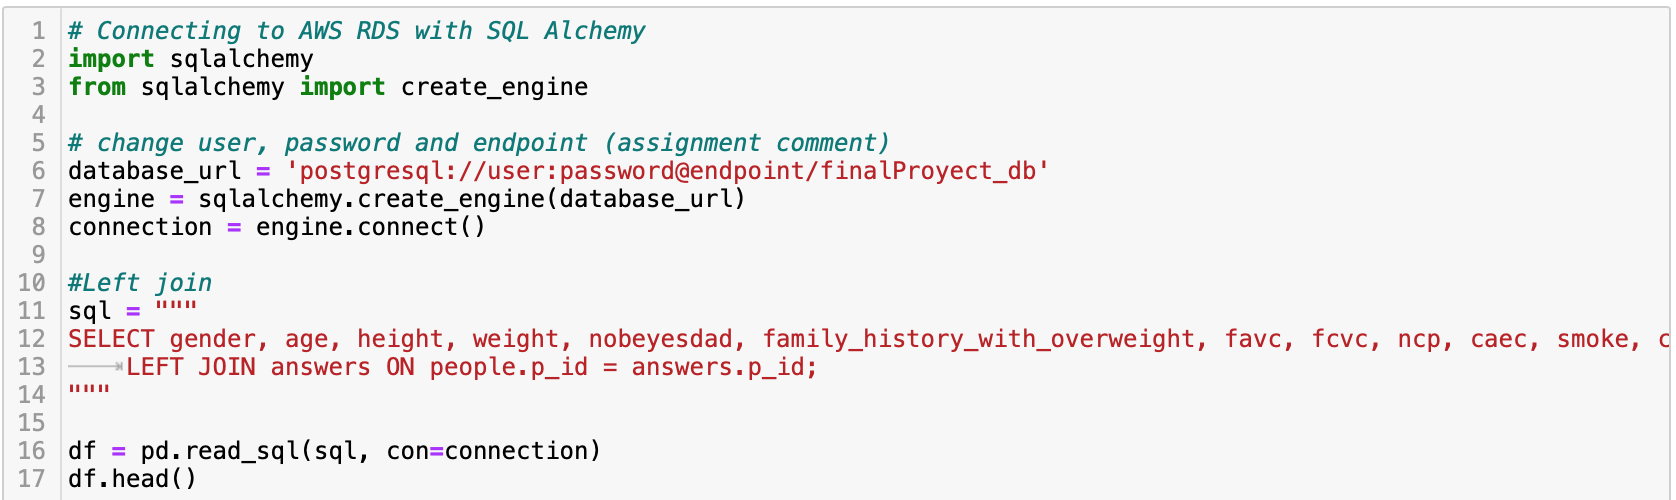 1 # Connecting to AWS RDS with SQL Alchemy
2 import sqlalchemy
3 from sqlalchemy import create_engine
4
5 # change user, password and endpoint (assignment comment)
6 database_url = 'postgresql://user:password@endpoint/finalProyect_db'
7 engine = sqlalchemy.create_engine(database_url)
8 connection = engine.connect()
9
10 #Left join
11 sql = """
12 SELECT gender, age, height, weight, nobeyesdad, family_history_with_overweight, favc, fcvc, ncp, caec, smoke,
13 LEFT JOIN answers ON people.p_id = answers.p_id;
14 """
15
16 df = pd.read_sql(sql, con=connection)
17 df.head()